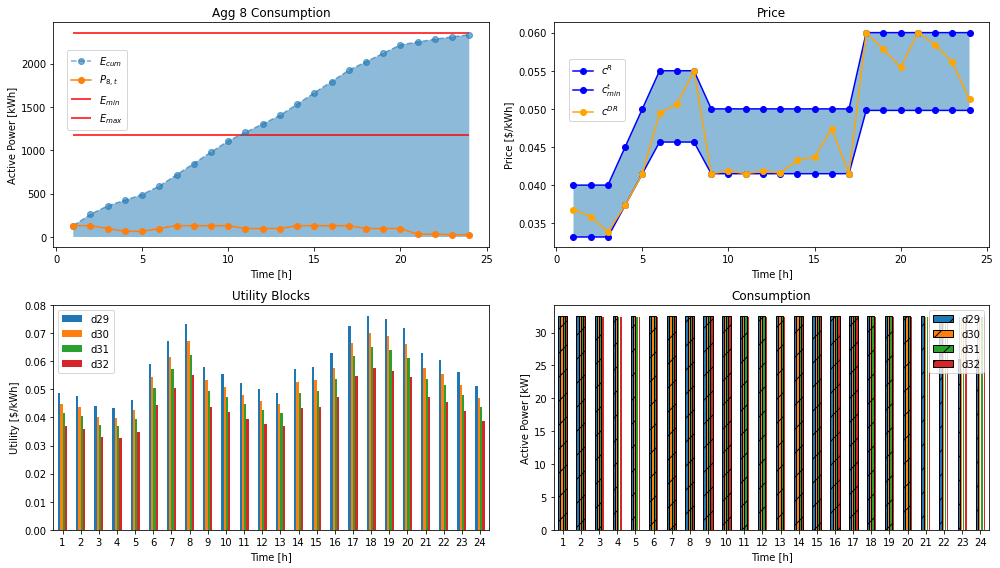 Agg 8 Consumption
Active Power [kWh]
2000
1500
1000
500
0
E_cum
P_8,t
E_min
E_max
0 5 10 15 20 25
Time [h]
Price
Price [$/kWh]
0.060
0.055
0.050
0.045
0.040
0.035
c^R
c^t_min
c^DR
0 5 10 15 20 25
Time [h]
Utility Blocks
Utility [$/kWh]
0.08
0.07
0.06
0.05
0.04
0.03
0.02
0.01
0.00
d29
d30
d31
d32
1 2 3 4 5 6 7 8 9 10 11 12 13 14 15 16 17 18 19 20 21 22 23 24
Time [h]
Consumption
Active Power [kW]
30
25
20
15
10
5
0
d29
d30
d31
d32
1 2 3 4 5 6 7 8 9 10 11 12 13 14 15 16 17 18 19 20 21 22 23 24
Time [h]